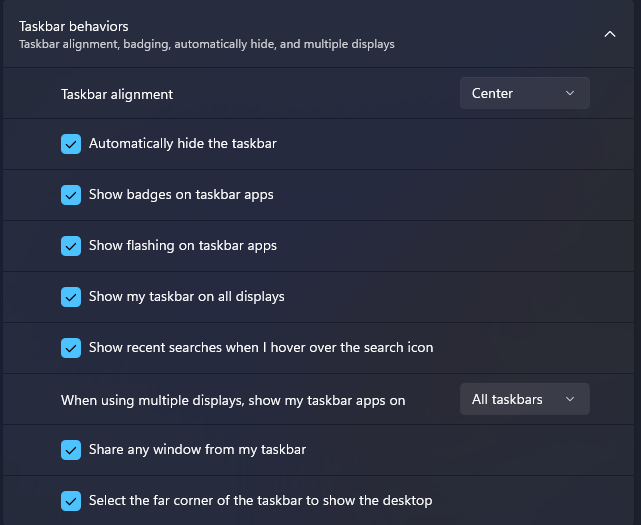 Taskbar behaviors
Taskbar alignment, badging, automatically hide, and multiple displays
Taskbar alignment
Center
Automatically hide the taskbar
Show badges on taskbar apps
Show flashing on taskbar apps
Show my taskbar on all displays
Show recent searches when I hover over the search icon
When using multiple displays, show my taskbar apps on
All taskbars
Share any window from my taskbar
Select the far corner of the taskbar to show the desktop